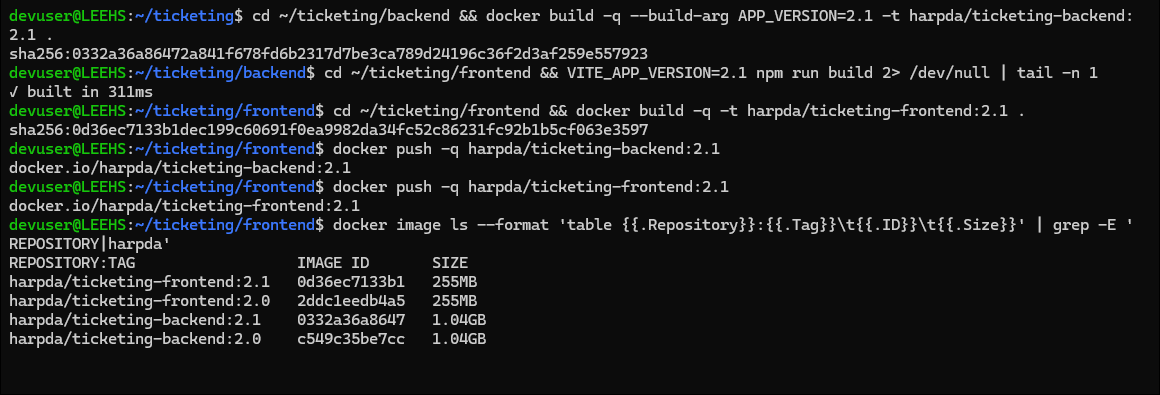 devuser@LEEHS:~/ticketing$ cd ~/ticketing/backend && docker build -q --build-arg APP_VERSION=2.1 -t harpda/ticketing-backend:
2.1 .
sha256:0332a36a86472a841f678fd6b2317d7be3ca789d24196c36f2d3af259e557923
devuser@LEEHS:~/ticketing/backend$ cd ~/ticketing/frontend && VITE_APP_VERSION=2.1 npm run build 2> /dev/null | tail -n 1
✓ built in 311ms
devuser@LEEHS:~/ticketing/frontend$ cd ~/ticketing/frontend && docker build -q -t harpda/ticketing-frontend:2.1 .
sha256:0d36ec7133b1dec199c60691f0ea9982da34fc52c86231fc92b1b5cf063e3597
devuser@LEEHS:~/ticketing/frontend$ docker push -q harpda/ticketing-backend:2.1
docker.io/harpda/ticketing-backend:2.1
devuser@LEEHS:~/ticketing/frontend$ docker push -q harpda/ticketing-frontend:2.1
docker.io/harpda/ticketing-frontend:2.1
devuser@LEEHS:~/ticketing/frontend$ docker image ls --format 'table {{.Repository}}:{{.Tag}}\t{{.ID}}\t{{.Size}}' | grep -E '
REPOSITORY|harpda'
REPOSITORY:TAG                  IMAGE ID       SIZE
harpda/ticketing-frontend:2.1   0d36ec7133b1   255MB
harpda/ticketing-frontend:2.0   2ddc1eedb4a5   255MB
harpda/ticketing-backend:2.1    0332a36a8647   1.04GB
harpda/ticketing-backend:2.0    c549c35be7cc   1.04GB